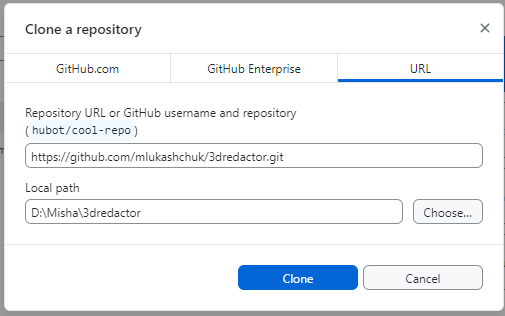 Clone a repository
GitHub.com
GitHub Enterprise
URL
Repository URL or GitHub username and repository
(hubot/cool-repo)
https://github.com/mlukashchuk/3dredactor.git
Local path
D:\Misha\3dredactor
Choose...
Clone
Cancel